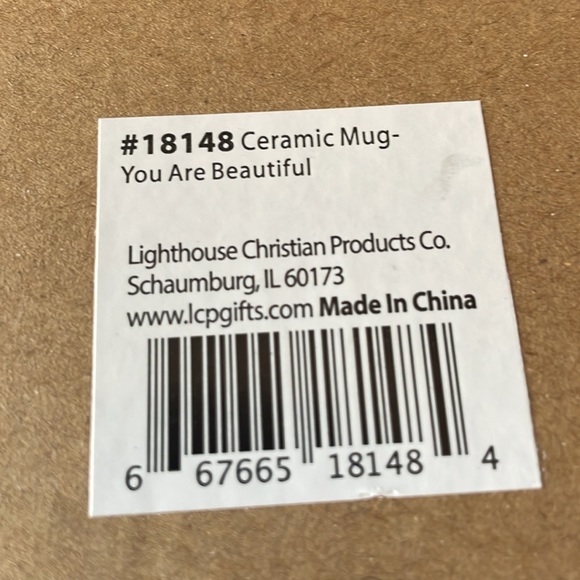 #18148 Ceramic Mug-
You Are Beautiful
Lighthouse Christian Products Co.
Schaumburg, IL 60173
www.lcpgifts.com Made In China
6 67665 18148 4